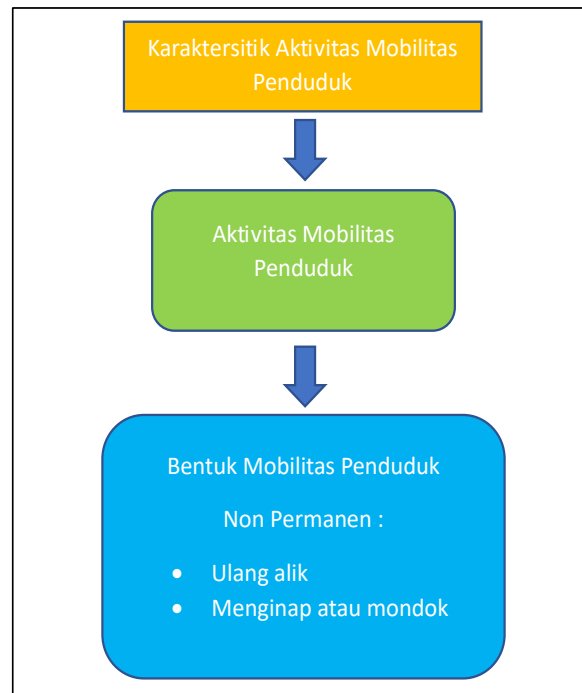 Karaktersitik Aktivitas Mobilitas
Penduduk
Aktivitas Mobilitas
Penduduk
Bentuk Mobilitas Penduduk
Non Permanen :
• Ulang alik
• Menginap atau mondok